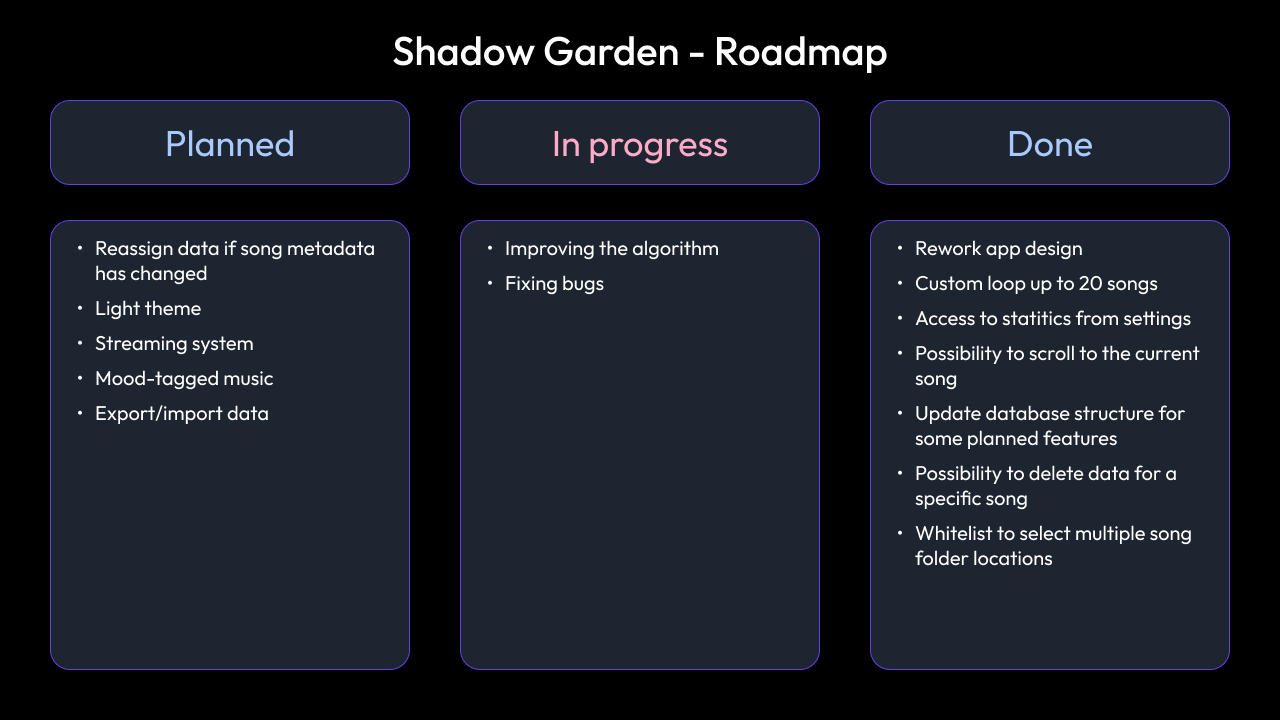 Shadow Garden - Roadmap
Planned
In progress
Done
• Reassign data if song metadata
has changed
• Light theme
• Streaming system
• Mood-tagged music
• Export/import data
• Improving the algorithm
• Fixing bugs
• Rework app design
• Custom loop up to 20 songs
• Access to statitics from settings
• Possibility to scroll to the current
song
• Update database structure for
some planned features
• Possibility to delete data for a
specific song
• Whitelist to select multiple song
folder locations